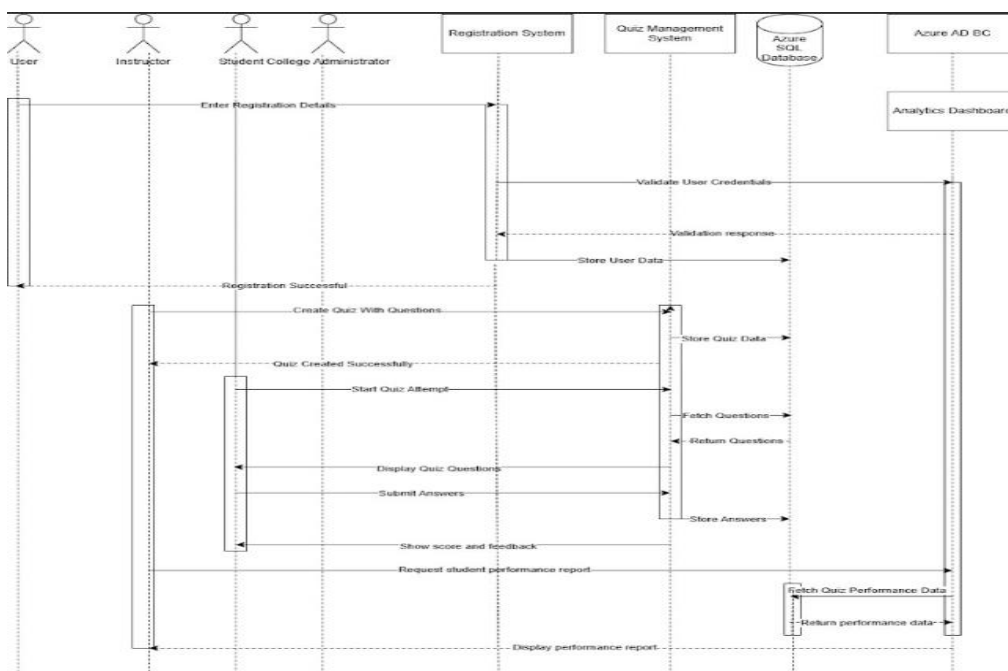 Registration System
Quiz Management
System
Azure
SQL
Database
Azure AD BC
User
Instructor
Student College Administrator
Analytics Dashboard
Enter Registration Details
Validate User Credentials
Validation response
Store User Data
Registration Successful
Create Quiz With Questions
Store Quiz Data
Quiz Created Successfully
Start Quiz Attempt
Fetch Questions
Return Questions
Display Quiz Questions
Submit Answers
Store Answers
Show score and feedback
Request student performance report
Fetch Quiz Performance Data
Return performance data
Display performance report